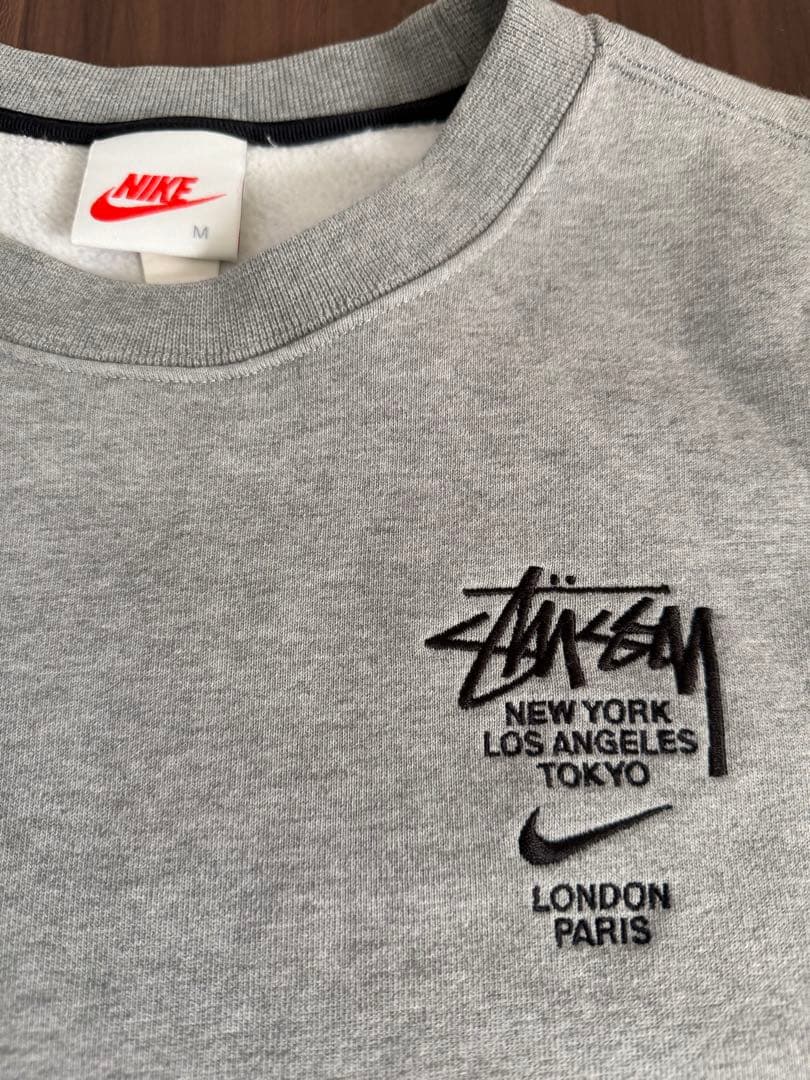 NIKE
M
STÜSSY
NEW YORK
LOS ANGELES
TOKYO
LONDON
PARIS